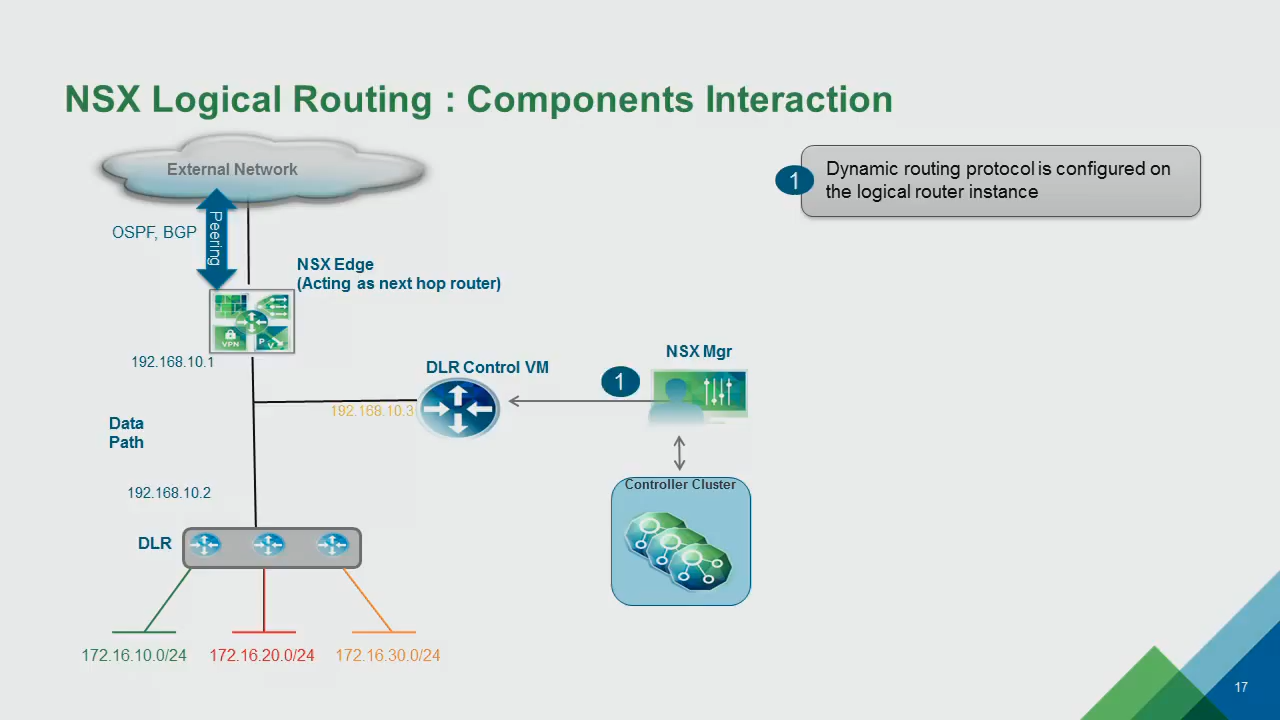 NSX Logical Routing : Components Interaction
External Network
1
Dynamic routing protocol is configured on
the logical router instance
OSPF, BGP
Peering
NSX Edge
(Acting as next hop router)
VPN
192.168.10.1
DLR Control VM
1
NSX Mgr
192.168.10.3
Data
Path
Controller Cluster
192.168.10.2
DLR
172.16.10.0/24
172.16.20.0/24
172.16.30.0/24
17